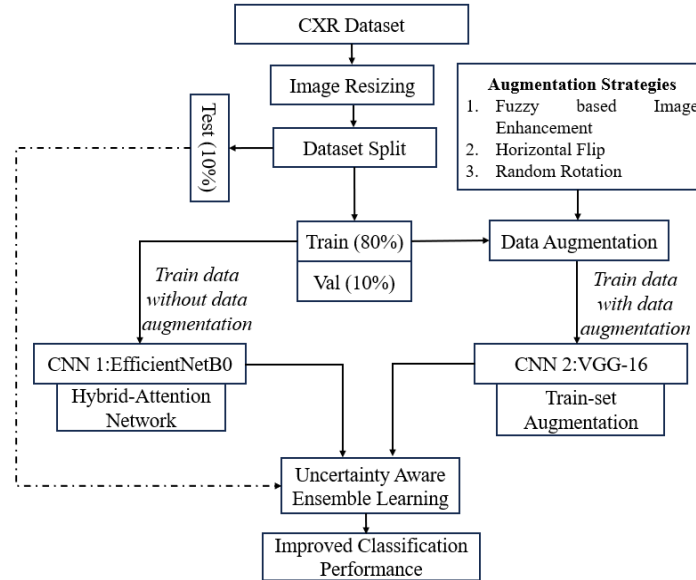 CXR Dataset
Image Resizing
Augmentation Strategies
1. Fuzzy based Image
Enhancement
2. Horizontal Flip
3. Random Rotation
Test (10%)
Dataset Split
Train (80%)
Val (10%)
Data Augmentation
Train data
without data
augmentation)
Train data
with data
augmentation)
CNN 1:EfficientNetB0
Hybrid-Attention
Network
CNN 2:VGG-16
Train-set
Augmentation
Uncertainty Aware
Ensemble Learning
Improved Classification
Performance